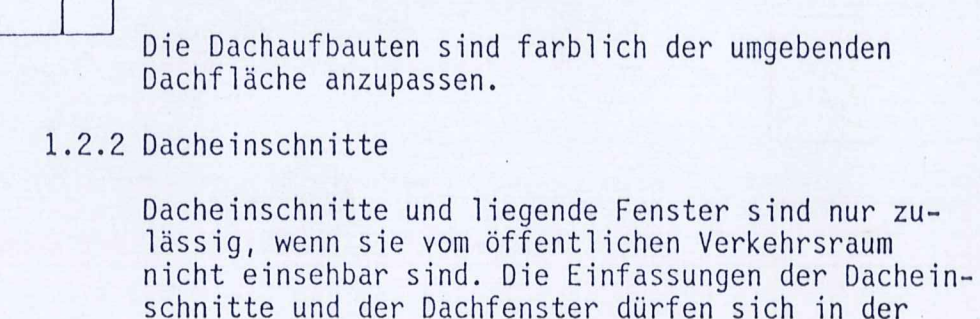 Die Dachaufbauten sind farblich der umgebenden
Dachfläche anzupassen.
1.2.2 Dacheinschnitte
Dacheinschnitte und liegende Fenster sind nur zu-
lässig, wenn sie vom öffentlichen Verkehrsraum
nicht einsehbar sind. Die Einfassungen der Dachein-
schnitte und der Dachfenster dürfen sich in der